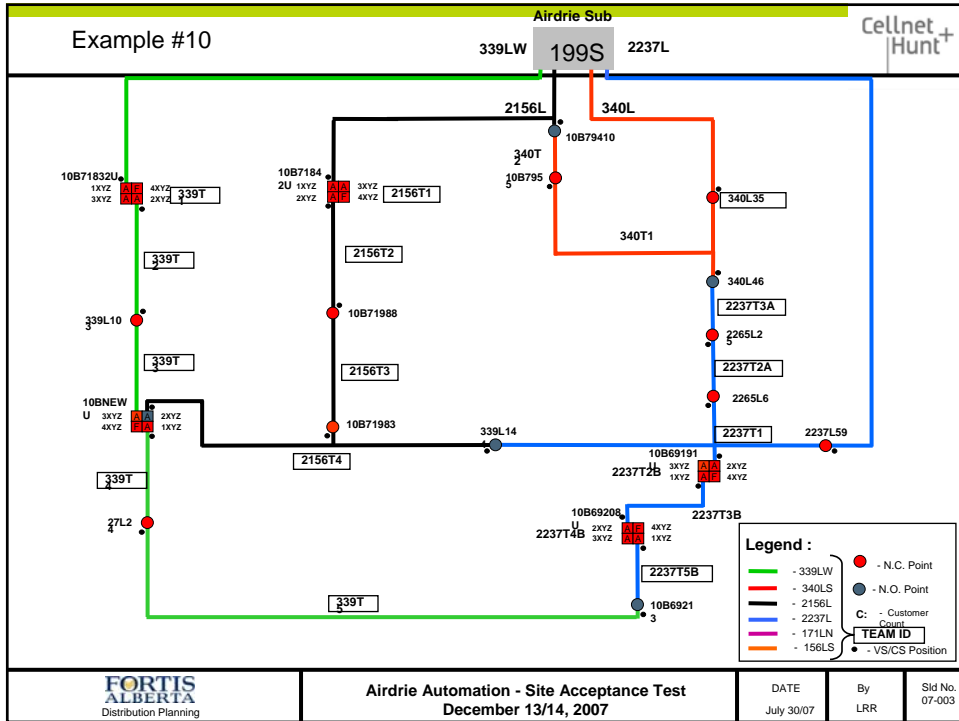 Airdrie Sub
Example #10
339LW
199S
2237L
Cellnet +
Hunt
2156L
340L
10B79410
340T
2
10B795
5
10B71832U
1XYZ
A
F
4XYZ
3XYZ
A
A
2XYZ
339T
1
10B7184
2U
1XYZ
A
A
3XYZ
2XYZ
A
F
4XYZ
2156T1
340L35
340T1
339T
2
2156T2
340L46
2237T3A
339L10
3
10B71988
2265L2
5
339T
3
2156T3
2237T2A
2265L6
10BNEW
U
3XYZ
A
A
2XYZ
4XYZ
F
A
1XYZ
10B71983
339L14
2237T1
2237L59
2156T4
10B69191
U
2237T2B
3XYZ
A
A
2XYZ
1XYZ
A
F
4XYZ
339T
4
27L2
4
2237T3B
10B69208
U
2237T4B
2XYZ
A
F
4XYZ
3XYZ
A
A
1XYZ
2237T5B
339T
5
10B6921
3
Legend :
- 339LW
- 340LS
- 2156L
- 2237L
- 171LN
- 156LS
- N.C. Point
- N.O. Point
C: - Customer
Count
TEAM ID
- VS/CS Position
FORTIS
ALBERTA
Distribution Planning
Airdrie Automation - Site Acceptance Test
December 13/14, 2007
DATE
July 30/07
By
LRR
Sld No.
07-003